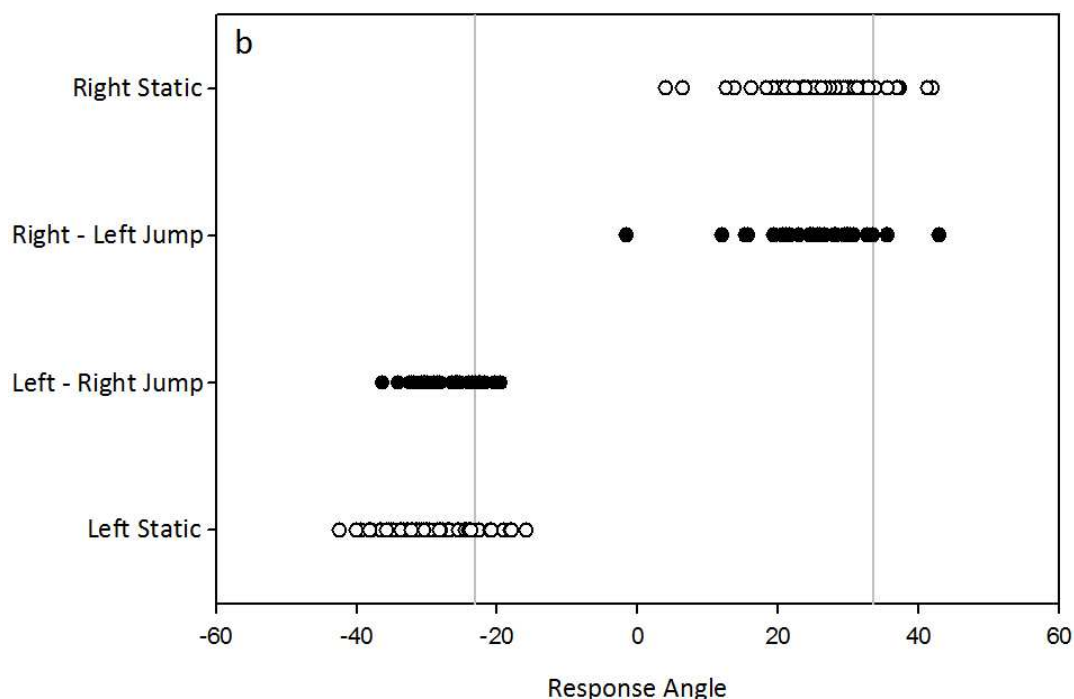 b
Right Static
Right - Left Jump
Left - Right Jump
Left Static
-60 -40 -20 0 20 40 60
Response Angle